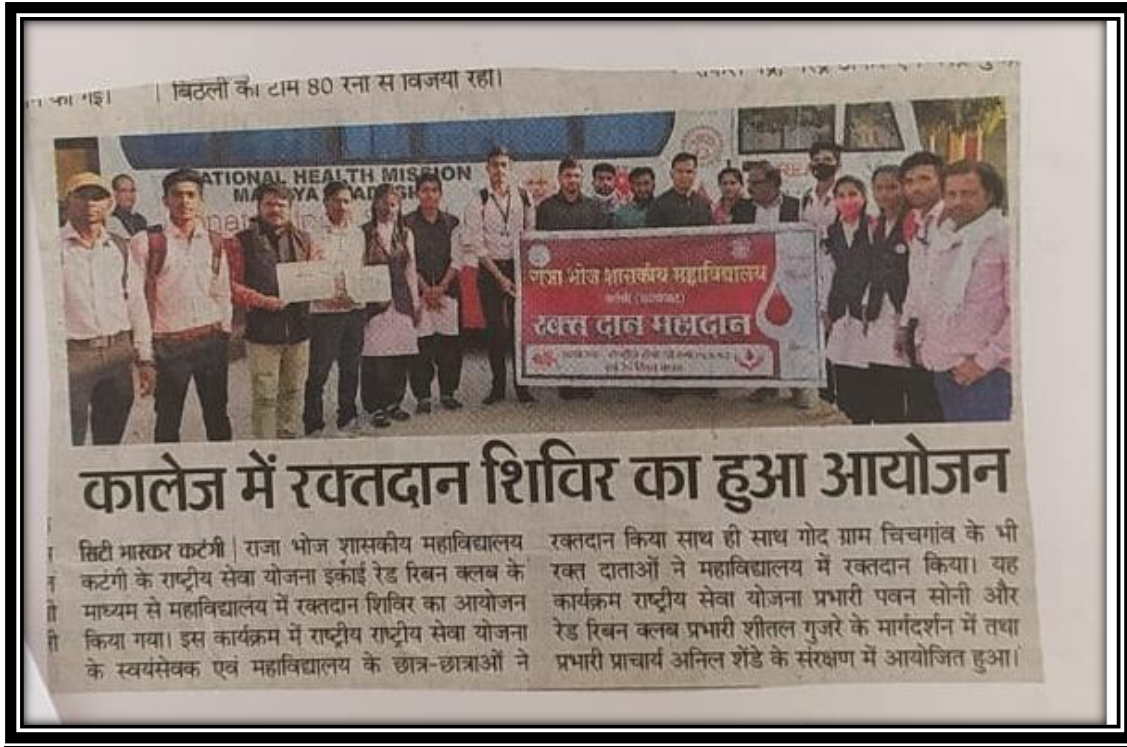 बिठली की टीम 80 रनो से विजयी रही।
NATIONAL HEALTH MISSION
राजा भोज शासकीय महाविद्यालय
रक्त दान महादान
कालेज में रक्तदान शिविर का हुआ आयोजन
सिटी भास्कर कटंगी | राजा भोज शासकीय महाविद्यालय
कटंगी के राष्ट्रीय सेवा योजना इकाई रेड रिबन क्लब के
माध्यम से महाविद्यालय में रक्तदान शिविर का आयोजन
किया गया। इस कार्यक्रम में राष्ट्रीय राष्ट्रीय सेवा योजना
के स्वयंसेवक एवं महाविद्यालय के छात्र-छात्राओं ने
रक्तदान किया साथ ही साथ गोद ग्राम चिचगांव के भी
रक्त दाताओं ने महाविद्यालय में रक्तदान किया। यह
कार्यक्रम राष्ट्रीय सेवा योजना प्रभारी पवन सोनी और
रेड रिबन क्लब प्रभारी शीतल गुजरे के मार्गदर्शन में तथा
प्रभारी प्राचार्य अनिल शेंडे के संरक्षण में आयोजित हुआ।